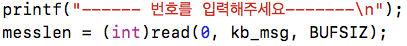 printf("------ 번호를 입력해주세요-------\n");
messlen = (int)read(0, kb_msg, BUFSIZ);